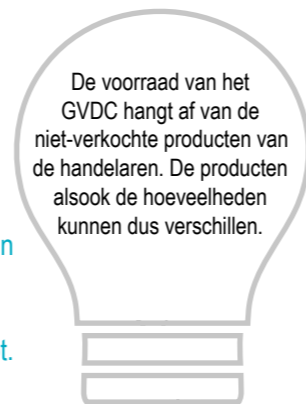 De voorraad van het
GVDC hangt af van de
niet-verkochte producten van
de handelaren. De producten
alsook de hoeveelheden
kunnen dus verschillen.
n
t.